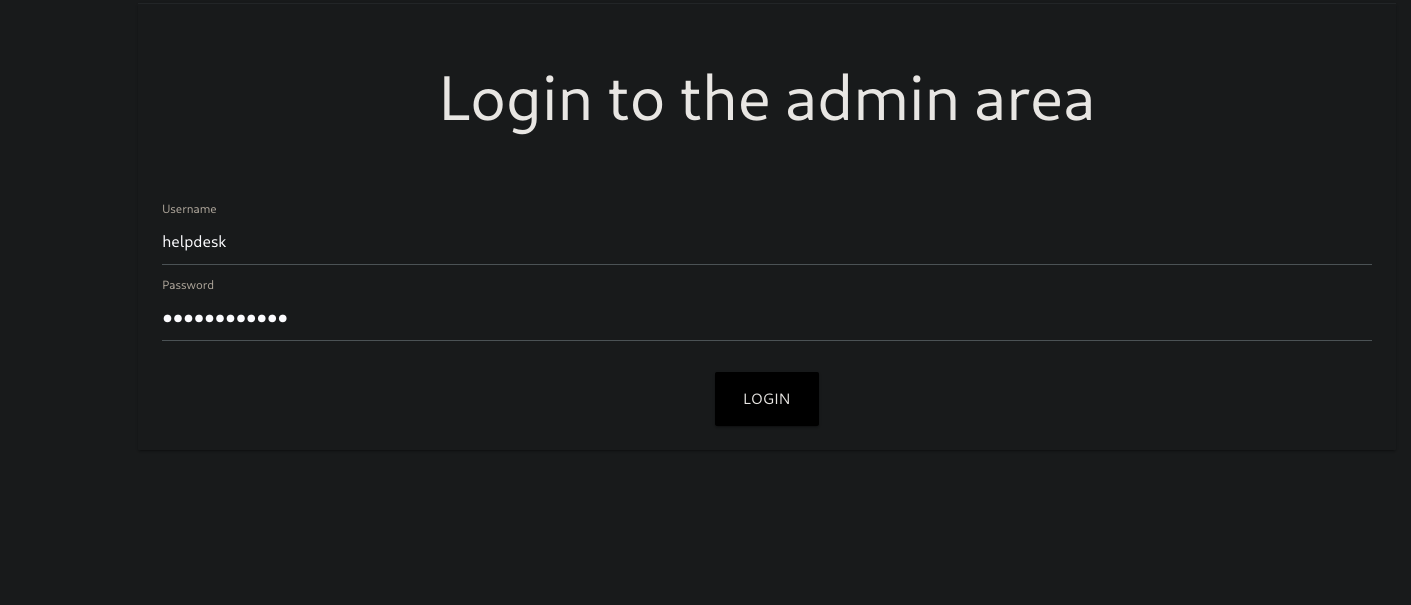 Login to the admin area
Username
helpdesk
Password
••••••••••••
LOGIN